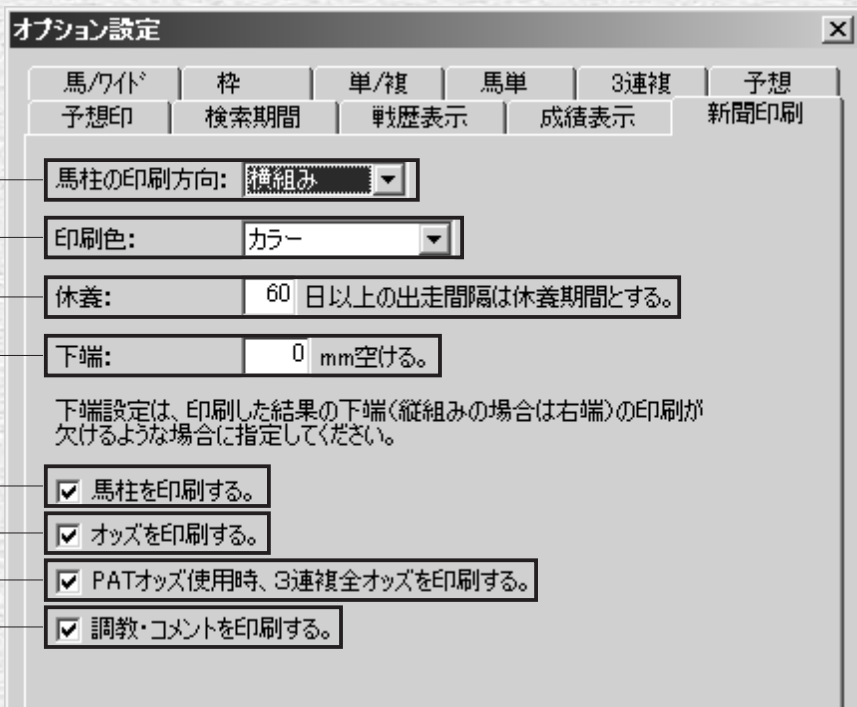 オプション設定
馬/ワイド 枠 単/複 馬単 3連複 予想
予想印 検索期間 戦歴表示 成績表示 新聞印刷
馬柱の印刷方向: 横組み
印刷色: カラー
休養: 60 日以上の出走間隔は休養期間とする。
下端: 0 mm空ける。
下端設定は、印刷した結果の下端(縦組みの場合は右端)の印刷が
欠けるような場合に指定してください。
馬柱を印刷する。
オッズを印刷する。
PATオッズ使用時、3連複全オッズを印刷する。
調教・コメントを印刷する。